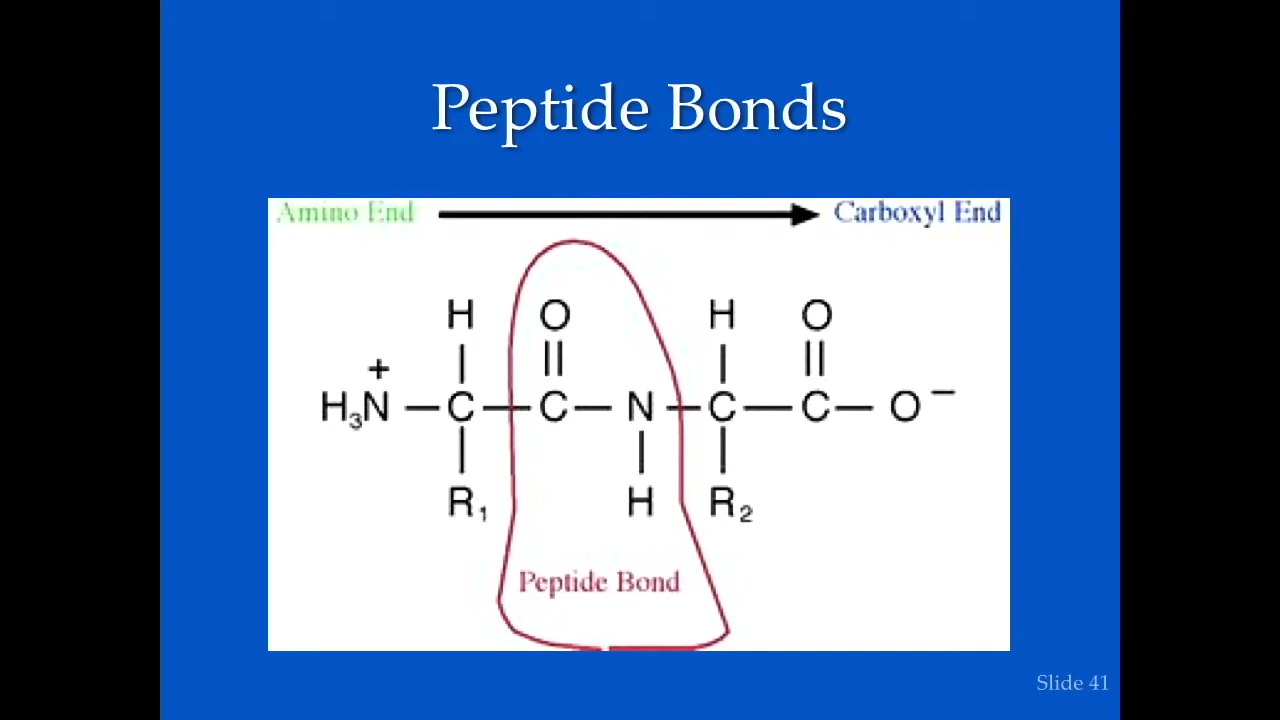 Peptide Bonds
Amino End Carboxyl End
H O H O
+
H₃N C C N C C O −
R₁ H R₂
Peptide Bond
Slide 41